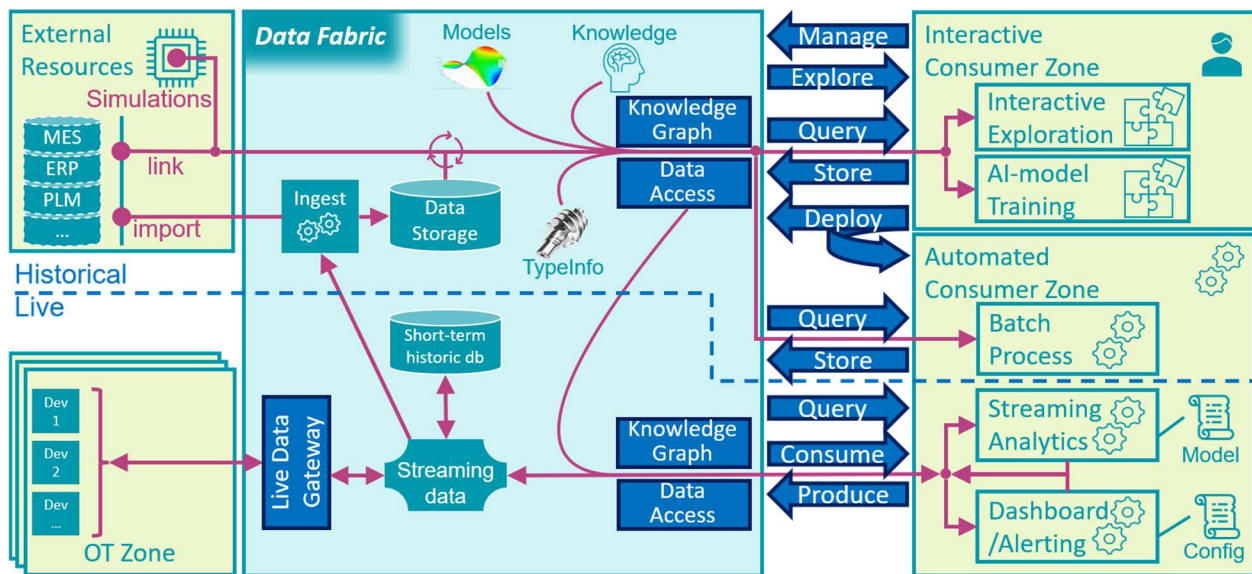 External
Resources
Simulations
MES
ERP
PLM
...
link
import
Historical
Live
Dev
1
Dev
2
Dev
...
OT Zone
Data Fabric
Models
Knowledge
Knowledge
Graph
Data
Access
Ingest
Data
Storage
TypeInfo
Short-term
historic db
Live Data
Gateway
Streaming
data
Knowledge
Graph
Data
Access
Manage
Explore
Query
Store
Deploy
Query
Store
Query
Consume
Produce
Interactive
Consumer Zone
Interactive
Exploration
AI-model
Training
Automated
Consumer Zone
Batch
Process
Streaming
Analytics
Model
Dashboard
/Alerting
Config